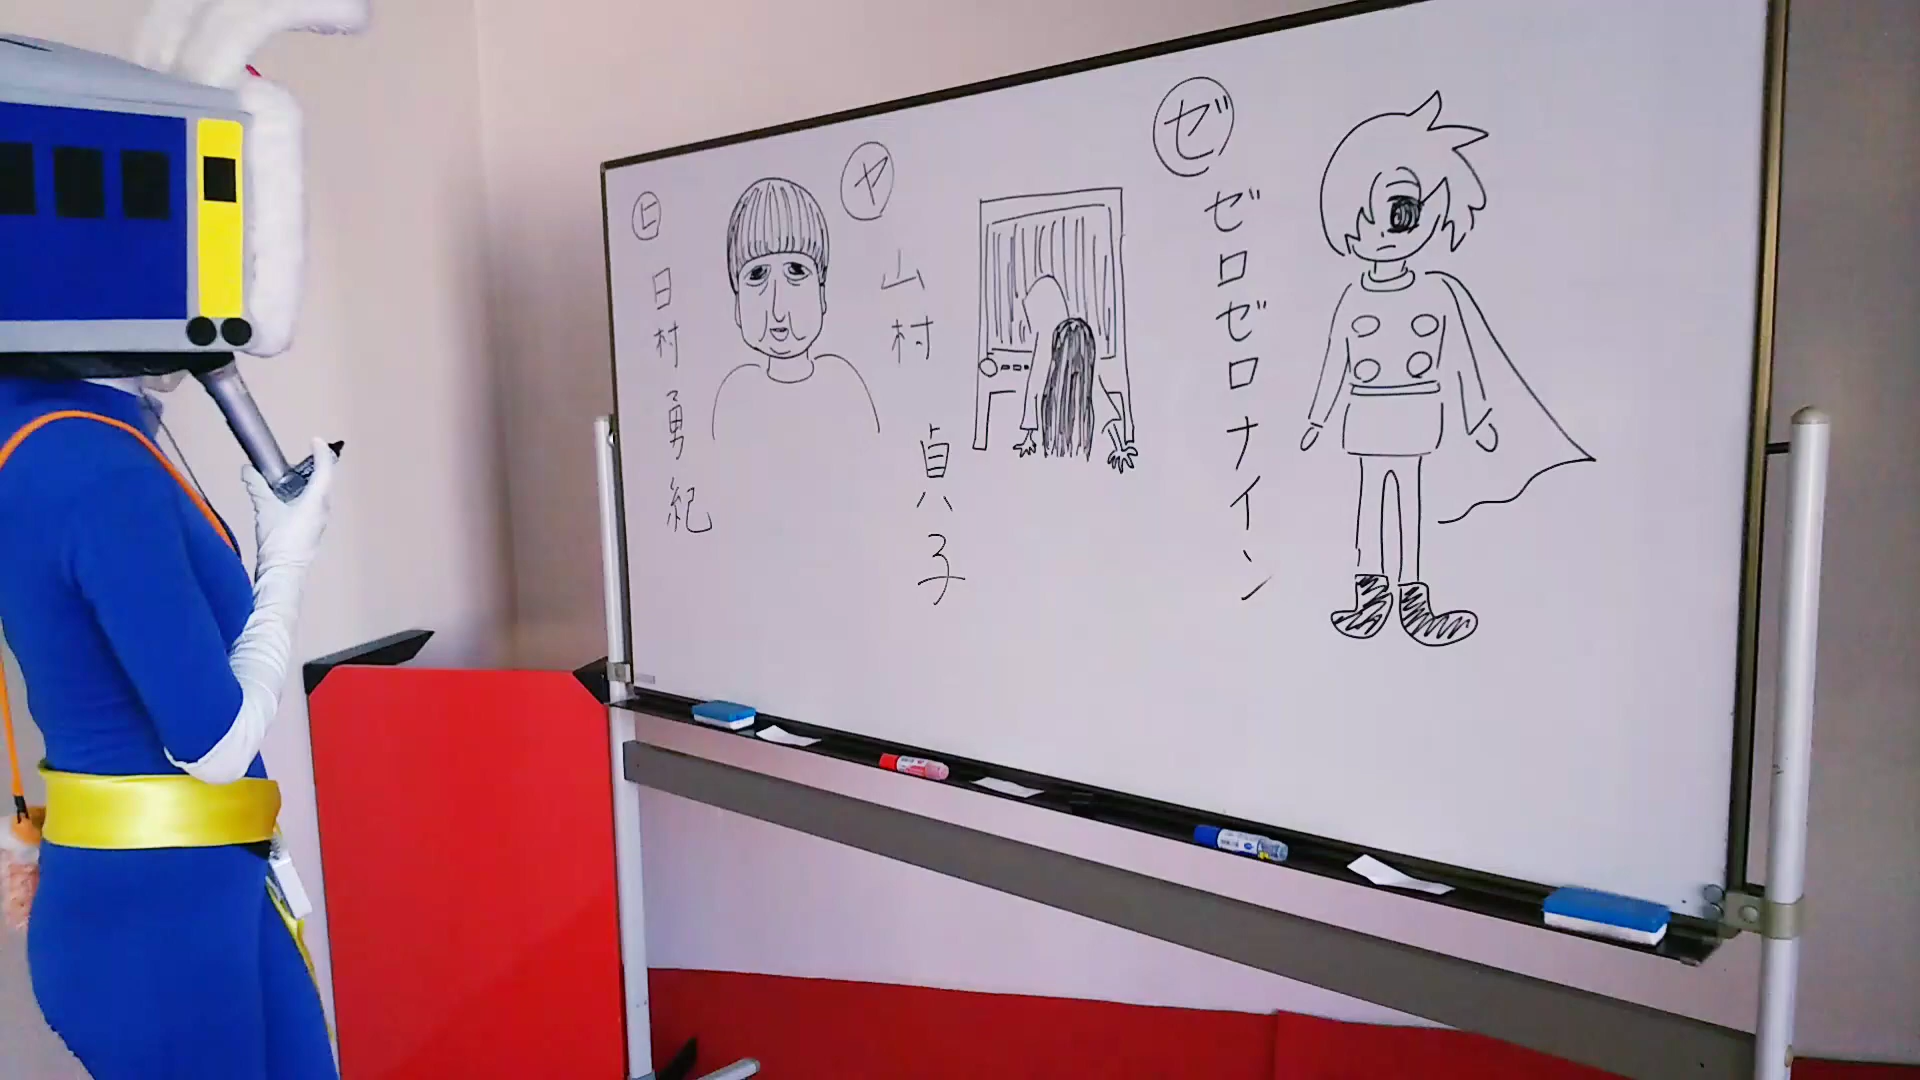 ヒ
日村勇紀
ヤ
山村貞子
ゼ
ゼロゼロナイン